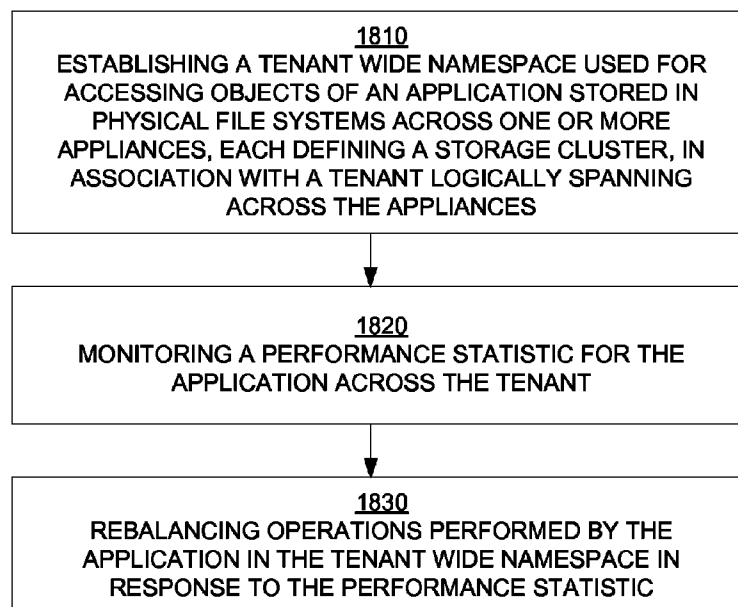 1810
ESTABLISHING A TENANT WIDE NAMESPACE USED FOR
ACCESSING OBJECTS OF AN APPLICATION STORED IN
PHYSICAL FILE SYSTEMS ACROSS ONE OR MORE
APPLIANCES, EACH DEFINING A STORAGE CLUSTER, IN
ASSOCIATION WITH A TENANT LOGICALLY SPANNING
ACROSS THE APPLIANCES
1820
MONITORING A PERFORMANCE STATISTIC FOR THE
APPLICATION ACROSS THE TENANT
1830
REBALANCING OPERATIONS PERFORMED BY THE
APPLICATION IN THE TENANT WIDE NAMESPACE IN
RESPONSE TO THE PERFORMANCE STATISTIC